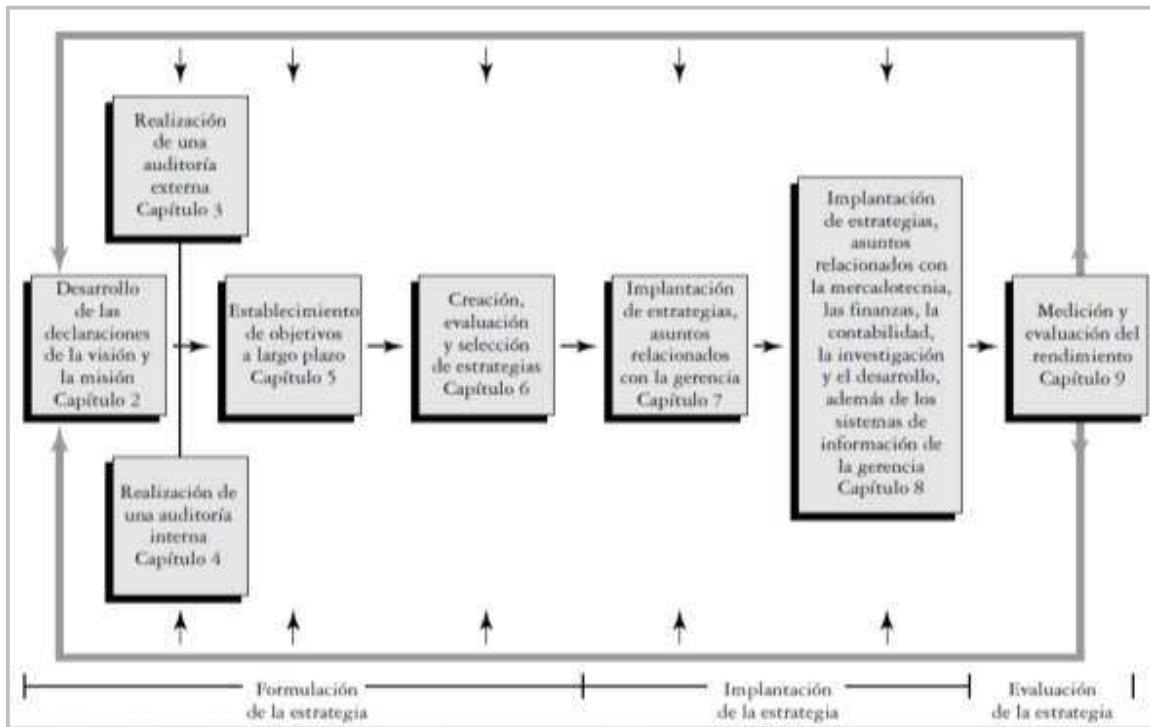 Realización
de una
auditoría
externa
Capítulo 3
Desarrollo
de las
declaraciones
de la visión y
la misión
Capítulo 2
Realización de
una auditoría
interna
Capítulo 4
Establecimiento
de objetivos
a largo plazo
Capítulo 5
Creación,
evaluación
y selección
de estrategias
Capítulo 6
Implantación
de estrategias,
asuntos
relacionados
con la gerencia
Capítulo 7
Implantación
de estrategias,
asuntos
relacionados con
la mercadotecnia,
las finanzas, la
contabilidad,
la investigación
y el desarrollo,
además de los
sistemas de
información de
la gerencia
Capítulo 8
Medición y
evaluación del
rendimiento
Capítulo 9
Formulación
de la estrategia
Implantación
de la estrategia
Evaluación
de la estrategia